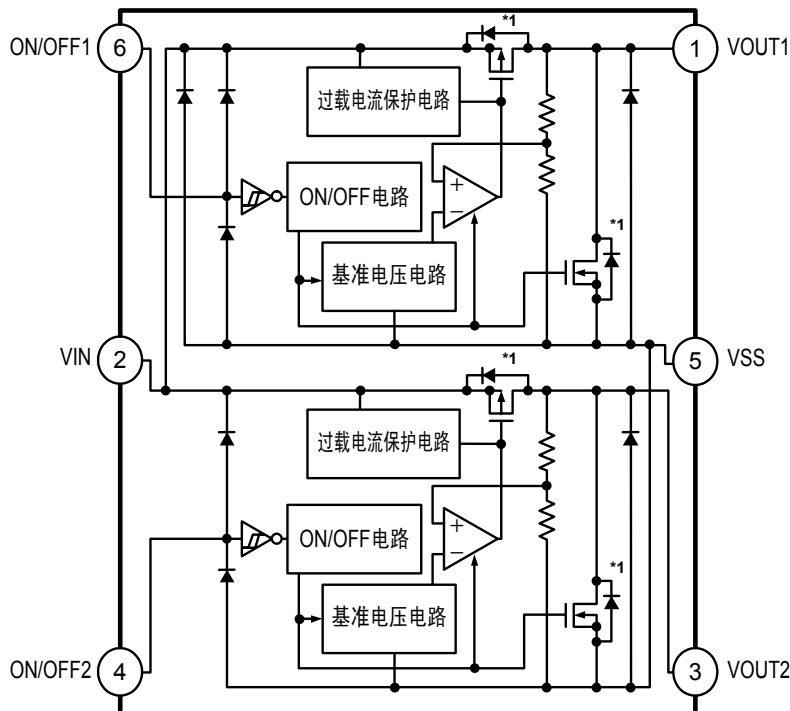 *1
ON/OFF1 6
1 VOUT1
过载电流保护电路
+
−
ON/OFF电路
*1
基准电压电路
VIN 2
5 VSS
*1
过载电流保护电路
+
−
ON/OFF电路
*1
基准电压电路
ON/OFF2 4
3 VOUT2